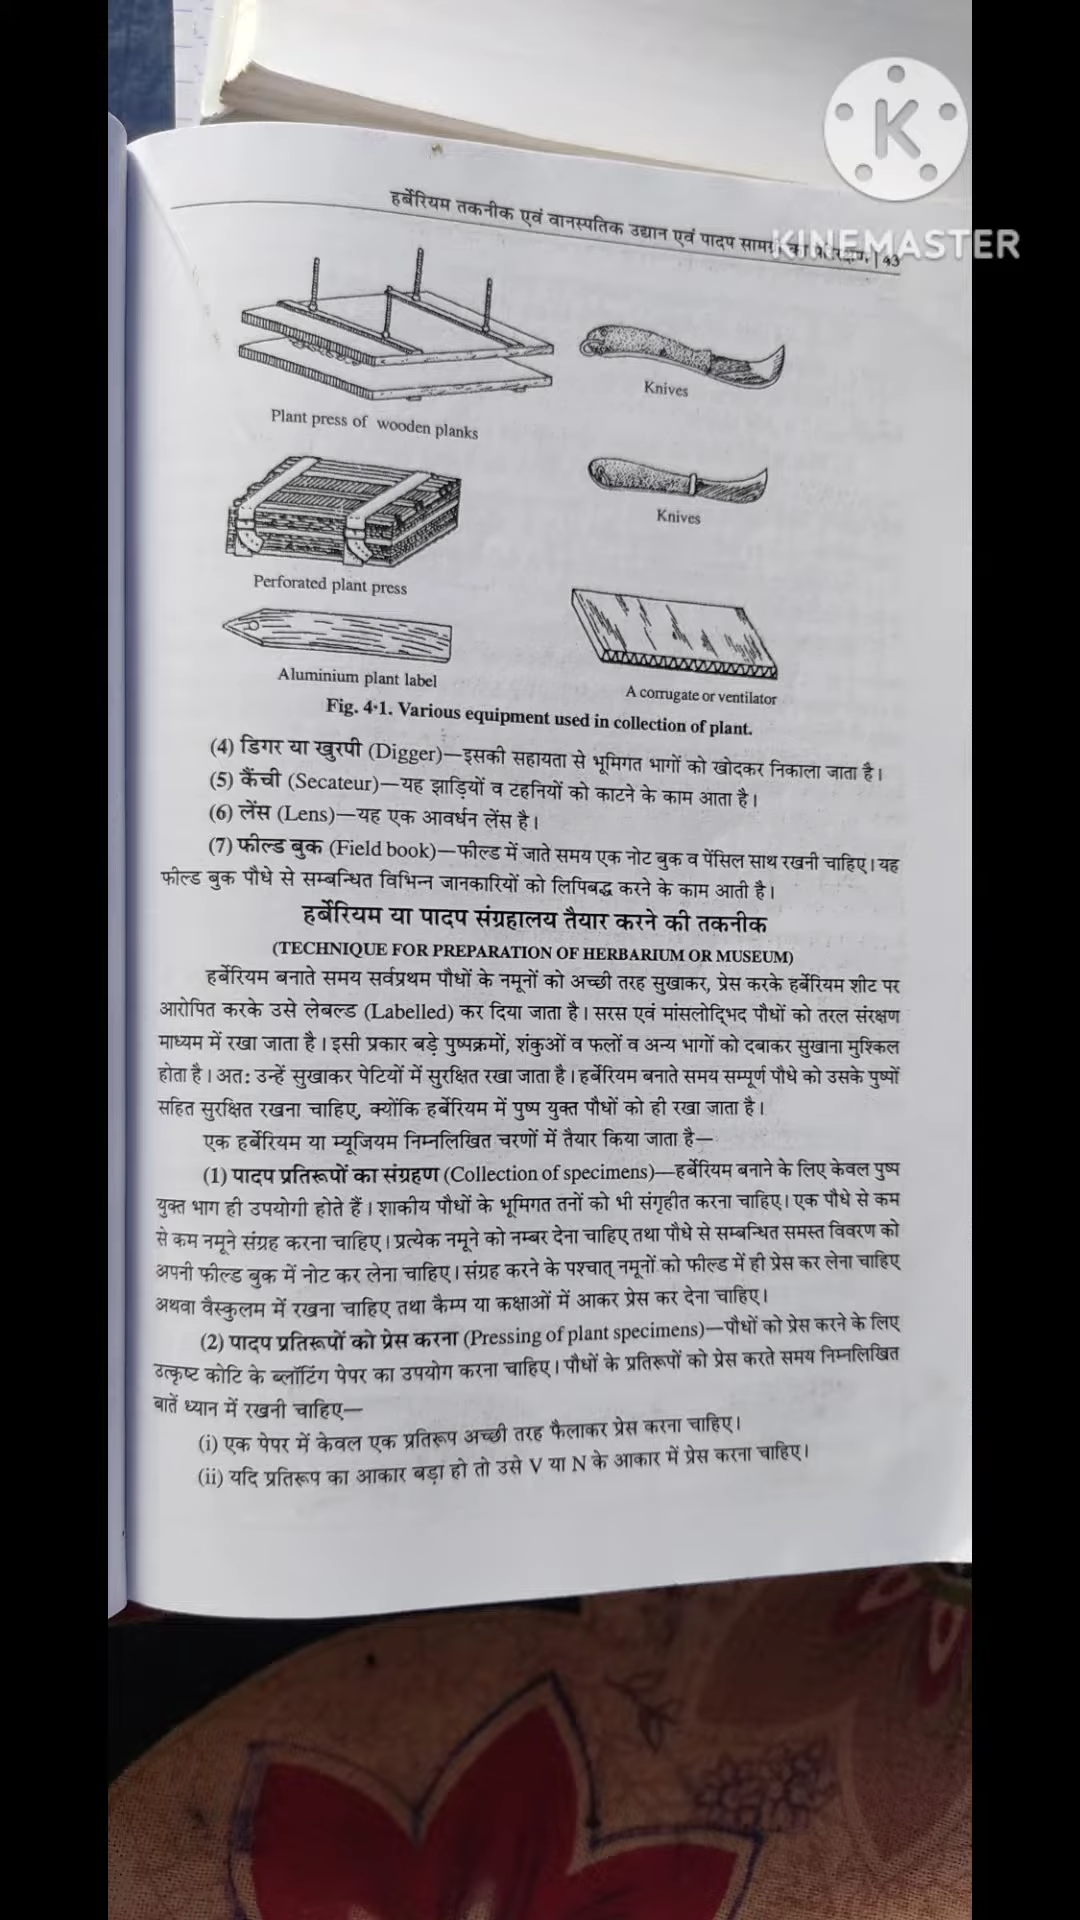 K
KINEMASTER
हर्बेरियम तकनीक एवं वानस्पतिक उद्यान एवं पादप | 43
Plant press of wooden planks
Knives
Knives
Perforated plant press
Aluminium plant label
A corrugate or ventilator
Fig. 4·1. Various equipment used in collection of plant.
(4) डिगर या खुरपी (Digger)—इसकी सहायता से भूमिगत भागों को खोदकर निकाला जाता है।
(5) कैंची (Secateur)—यह झाड़ियों व टहनियों को काटने के काम आता है।
(6) लेंस (Lens)—यह एक आवर्धन लेंस है।
(7) फील्ड बुक (Field book)—फील्ड में जाते समय एक नोट बुक व पेंसिल साथ रखनी चाहिए। यह
फील्ड बुक पौधे से सम्बन्धित विभिन्न जानकारियों को लिपिबद्ध करने के काम आती है।
हर्बेरियम या पादप संग्रहालय तैयार करने की तकनीक
(TECHNIQUE FOR PREPARATION OF HERBARIUM OR MUSEUM)
हर्बेरियम बनाते समय सर्वप्रथम पौधों के नमूनों को अच्छी तरह सुखाकर, प्रेस करके हर्बेरियम शीट पर
आरोपित करके उसे लेबल्ड (Labelled) कर दिया जाता है। सरस एवं मांसलोद्भिद पौधों को तरल संरक्षण
माध्यम में रखा जाता है। इसी प्रकार बड़े पुष्पक्रमों, शंकुओं व फलों व अन्य भागों को दबाकर सुखाना मुश्किल
होता है। अत: उन्हें सुखाकर पेटियों में सुरक्षित रखा जाता है। हर्बेरियम बनाते समय सम्पूर्ण पौधे को उसके पुष्पों
सहित सुरक्षित रखना चाहिए, क्योंकि हर्बेरियम में पुष्प युक्त पौधों को ही रखा जाता है।
एक हर्बेरियम या म्यूजियम निम्नलिखित चरणों में तैयार किया जाता है—
(1) पादप प्रतिरूपों का संग्रहण (Collection of specimens)—हर्बेरियम बनाने के लिए केवल पुष्प
युक्त भाग ही उपयोगी होते हैं। शाकीय पौधों के भूमिगत तनों को भी संगृहीत करना चाहिए। एक पौधे से कम
से कम नमूने संग्रह करना चाहिए। प्रत्येक नमूने को नम्बर देना चाहिए तथा पौधे से सम्बन्धित समस्त विवरण को
अपनी फील्ड बुक में नोट कर लेना चाहिए। संग्रह करने के पश्चात् नमूनों को फील्ड में ही प्रेस कर लेना चाहिए
अथवा वैस्कुलम में रखना चाहिए तथा कैम्प या कक्षाओं में आकर प्रेस कर देना चाहिए।
(2) पादप प्रतिरूपों को प्रेस करना (Pressing of plant specimens)—पौधों को प्रेस करने के लिए
उत्कृष्ट कोटि के ब्लॉटिंग पेपर का उपयोग करना चाहिए। पौधों के प्रतिरूपों को प्रेस करते समय निम्नलिखित
बातें ध्यान में रखनी चाहिए—
(i) एक पेपर में केवल एक प्रतिरूप अच्छी तरह फैलाकर प्रेस करना चाहिए।
(ii) यदि प्रतिरूप का आकार बड़ा हो तो उसे V या N के आकार में प्रेस करना चाहिए।